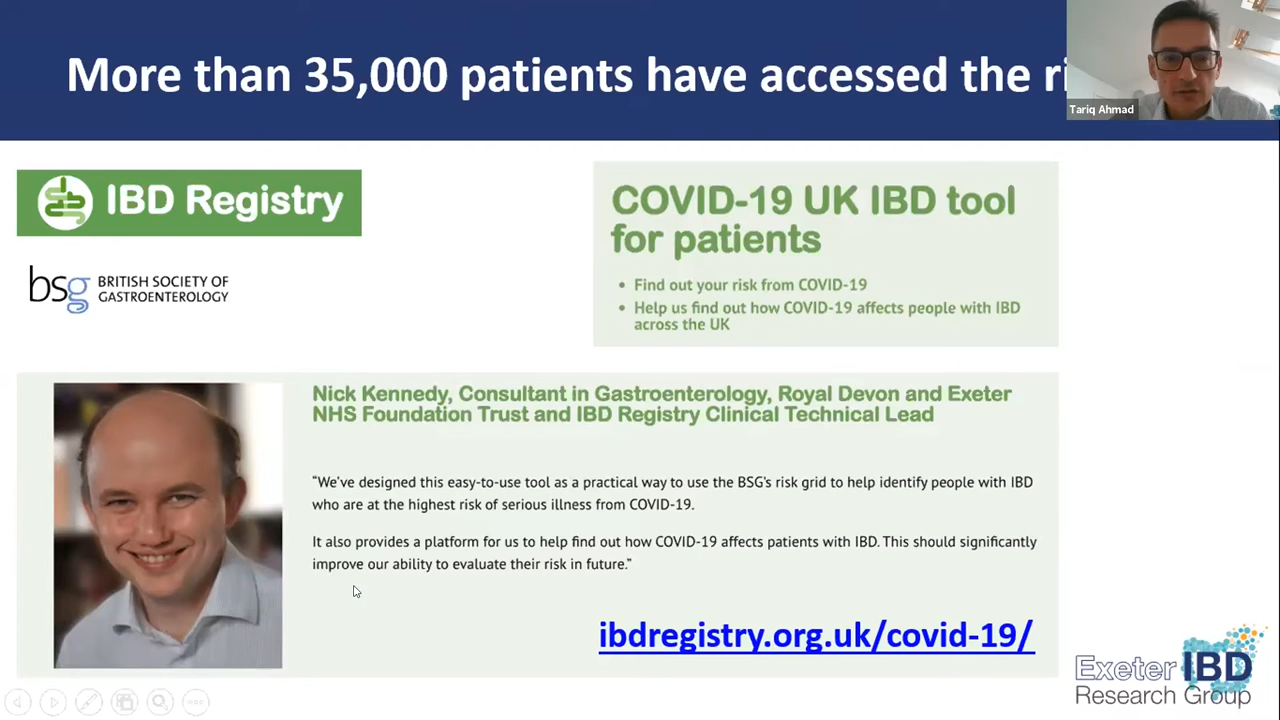 More than 35,000 patients have accessed the
Tariq Ahmad
IBD Registry
bsg BRITISH SOCIETY OF
GASTROENTEROLOGY
COVID-19 UK IBD tool
for patients
• Find out your risk from COVID-19
• Help us find out how COVID-19 affects people with IBD
across the UK
Nick Kennedy, Consultant in Gastroenterology, Royal Devon and Exeter
NHS Foundation Trust and IBD Registry Clinical Technical Lead
“We’ve designed this easy-to-use tool as a practical way to use the BSG’s risk grid to help identify people with IBD
who are at the highest risk of serious illness from COVID-19.
It also provides a platform for us to help find out how COVID-19 affects patients with IBD. This should significantly
improve our ability to evaluate their risk in future.”
ibdregistry.org.uk/covid-19/
Exeter IBD
Research Group